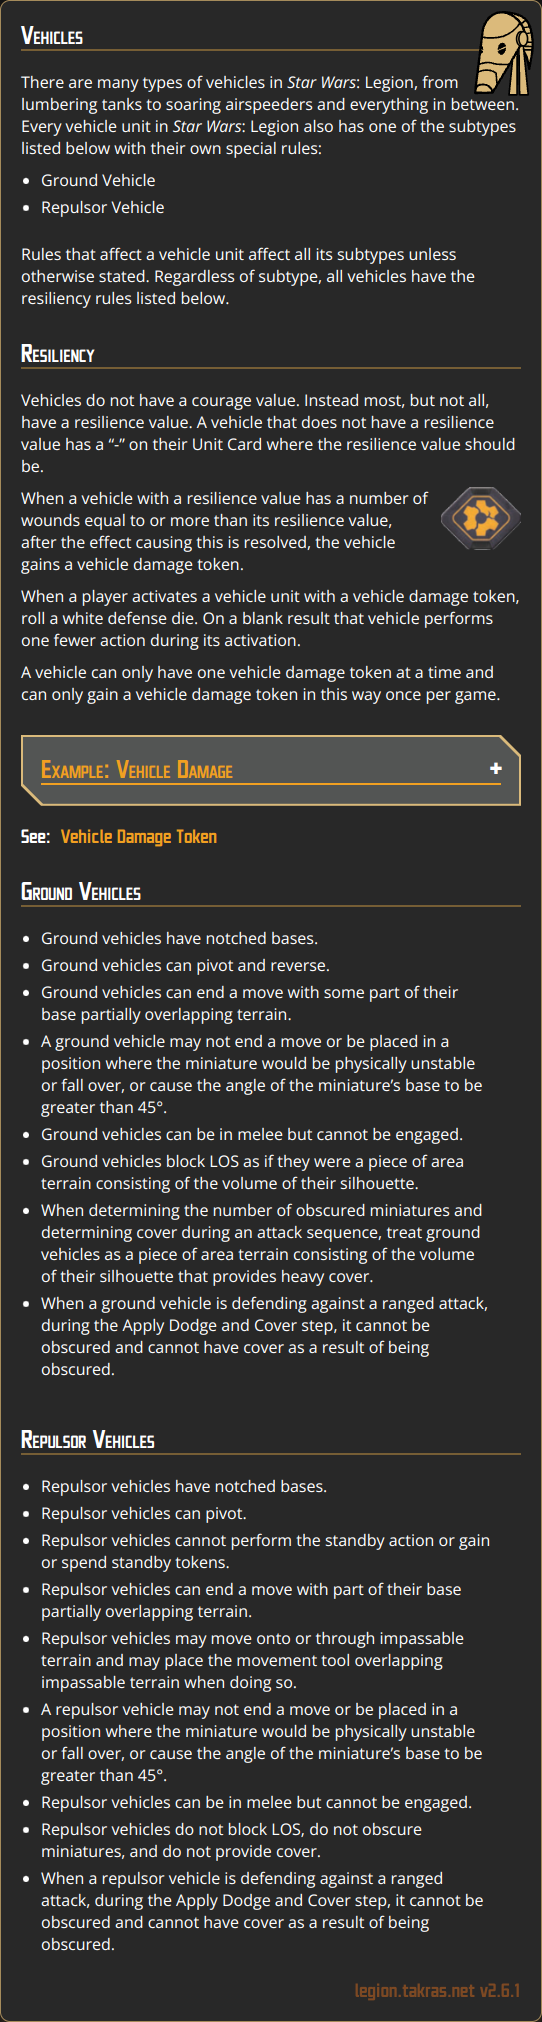 Vehicles
There are many types of vehicles in Star Wars: Legion, from
lumbering tanks to soaring airspeeders and everything in between.
Every vehicle unit in Star Wars: Legion also has one of the subtypes
listed below with their own special rules:
• Ground Vehicle
• Repulsor Vehicle
Rules that affect a vehicle unit affect all its subtypes unless
otherwise stated. Regardless of subtype, all vehicles have the
resiliency rules listed below.
Resiliency
Vehicles do not have a courage value. Instead most, but not all,
have a resilience value. A vehicle that does not have a resilience
value has a “-” on their Unit Card where the resilience value should
be.
When a vehicle with a resilience value has a number of
wounds equal to or more than its resilience value,
after the effect causing this is resolved, the vehicle
gains a vehicle damage token.
When a player activates a vehicle unit with a vehicle damage token,
roll a white defense die. On a blank result that vehicle performs
one fewer action during its activation.
A vehicle can only have one vehicle damage token at a time and
can only gain a vehicle damage token in this way once per game.
Example: Vehicle Damage +
See: Vehicle Damage Token
Ground Vehicles
• Ground vehicles have notched bases.
• Ground vehicles can pivot and reverse.
• Ground vehicles can end a move with some part of their
base partially overlapping terrain.
• A ground vehicle may not end a move or be placed in a
position where the miniature would be physically unstable
or fall over, or cause the angle of the miniature’s base to be
greater than 45°.
• Ground vehicles can be in melee but cannot be engaged.
• Ground vehicles block LOS as if they were a piece of area
terrain consisting of the volume of their silhouette.
• When determining the number of obscured miniatures and
determining cover during an attack sequence, treat ground
vehicles as a piece of area terrain consisting of the volume
of their silhouette that provides heavy cover.
• When a ground vehicle is defending against a ranged attack,
during the Apply Dodge and Cover step, it cannot be
obscured and cannot have cover as a result of being
obscured.
Repulsor Vehicles
• Repulsor vehicles have notched bases.
• Repulsor vehicles can pivot.
• Repulsor vehicles cannot perform the standby action or gain
or spend standby tokens.
• Repulsor vehicles can end a move with part of their base
partially overlapping terrain.
• Repulsor vehicles may move onto or through impassable
terrain and may place the movement tool overlapping
impassable terrain when doing so.
• A repulsor vehicle may not end a move or be placed in a
position where the miniature would be physically unstable
or fall over, or cause the angle of the miniature’s base to be
greater than 45°.
• Repulsor vehicles can be in melee but cannot be engaged.
• Repulsor vehicles do not block LOS, do not obscure
miniatures, and do not provide cover.
• When a repulsor vehicle is defending against a ranged
attack, during the Apply Dodge and Cover step, it cannot be
obscured and cannot have cover as a result of being
obscured.
legion.takras.net v2.6.1